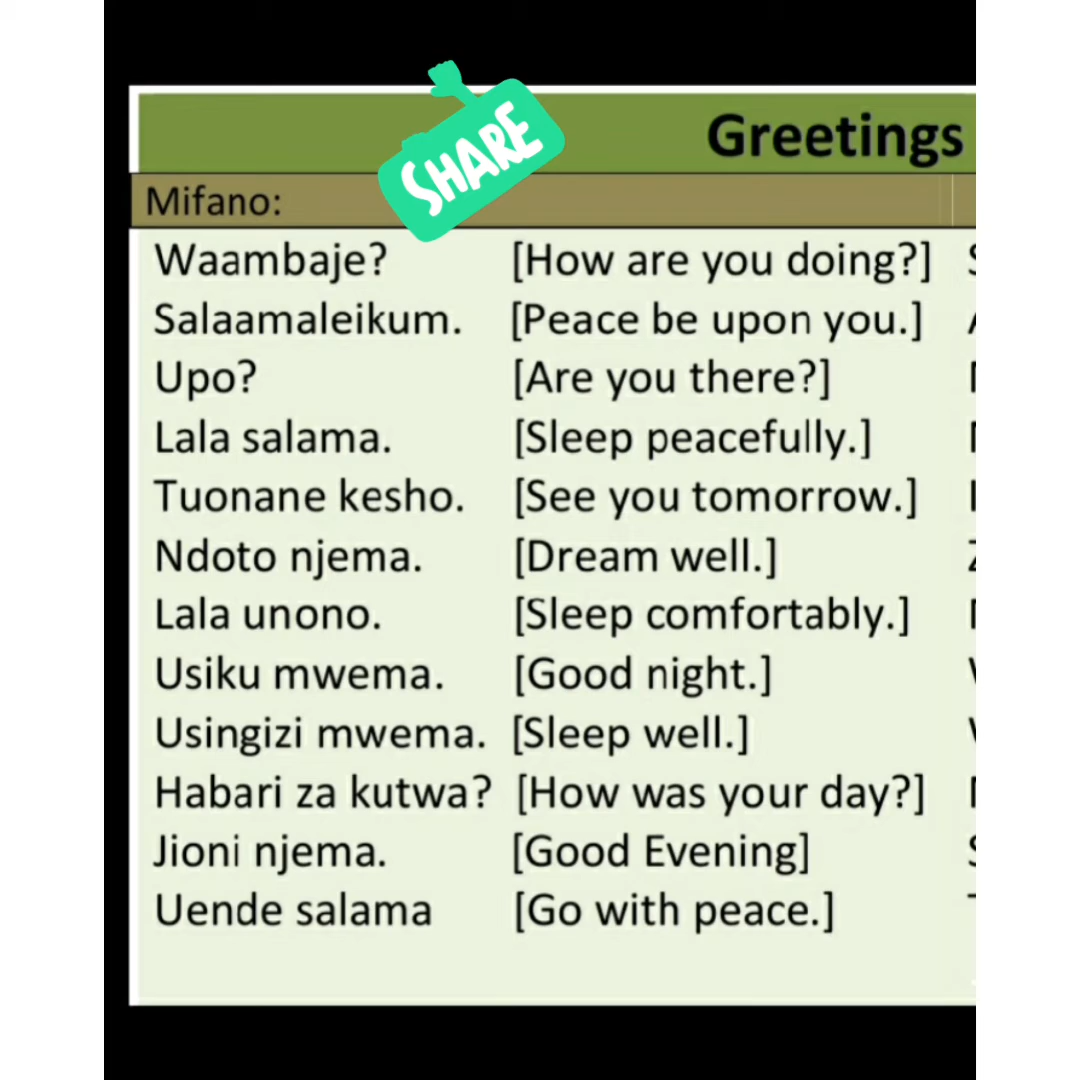 SHARE
Greetings
Mifano:
Waambaje? [How are you doing?]
Salaamaleikum. [Peace be upon you.]
Upo? [Are you there?]
Lala salama. [Sleep peacefully.]
Tuonane kesho. [See you tomorrow.]
Ndoto njema. [Dream well.]
Lala unono. [Sleep comfortably.]
Usiku mwema. [Good night.]
Usingizi mwema. [Sleep well.]
Habari za kutwa? [How was your day?]
Jioni njema. [Good Evening]
Uende salama [Go with peace.]